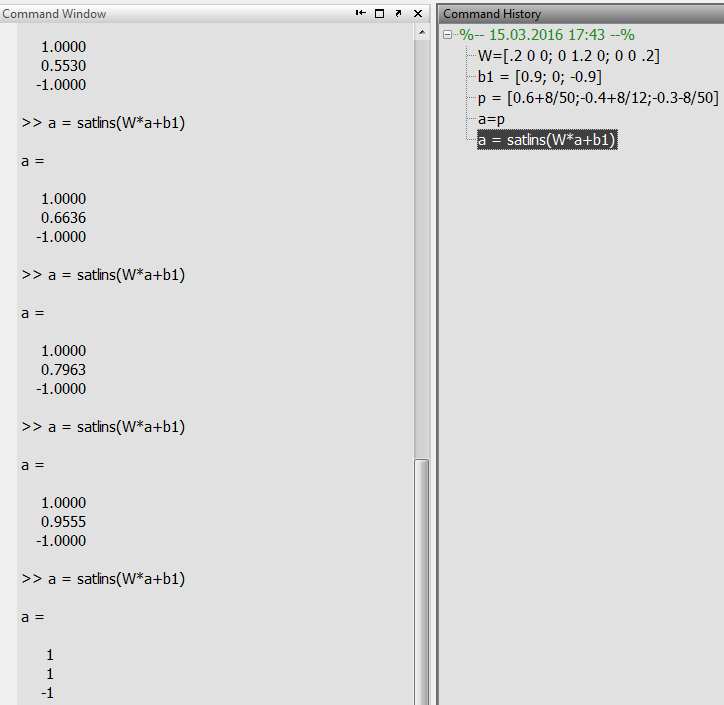 Command Window
1.0000
0.5530
-1.0000
>> a = satlins(W*a+b1)
a =
1.0000
0.6636
-1.0000
>> a = satlins(W*a+b1)
a =
1.0000
0.7963
-1.0000
>> a = satlins(W*a+b1)
a =
1.0000
0.9555
-1.0000
>> a = satlins(W*a+b1)
a =
1
1
-1
Command History
%-- 15.03.2016 17:43 --%
W=[.2 0 0; 0 1.2 0; 0 0 .2]
b1 = [0.9; 0; -0.9]
p = [0.6+8/50;-0.4+8/12;-0.3-8/50]
a=p
a = satlins(W*a+b1)